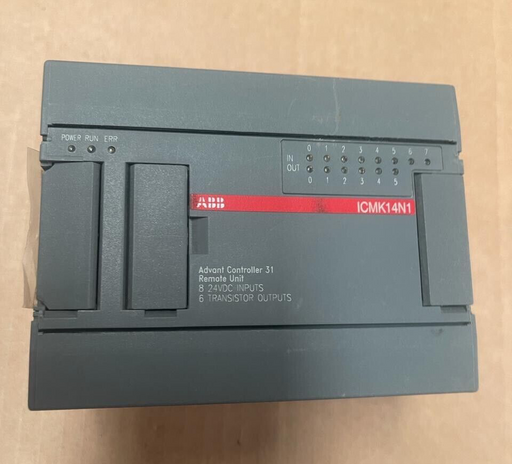 POWER RUN ERR
0 1 2 3 4 5 6 7
IN
OUT
0 1 2 3 4 5
ABB
ICMK14N1
Advant Controller 31
Remote Unit
8 24VDC INPUTS
6 TRANSISTOR OUTPUTS